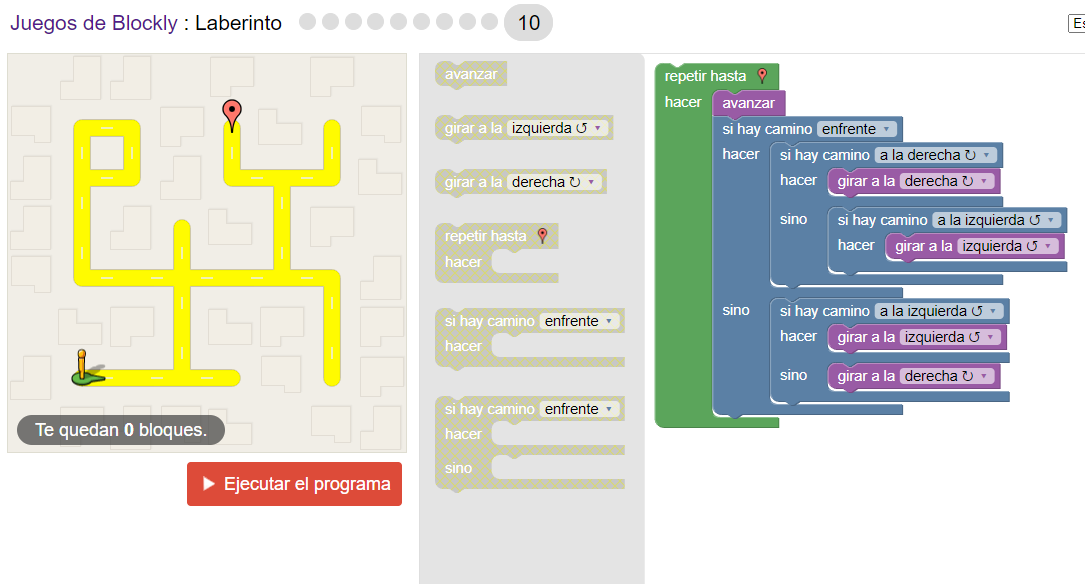 Juegos de Blockly : Laberinto 10
Es
Te quedan 0 bloques.
Ejecutar el programa
avanzar
girar a la izquierda ↺ ▾
girar a la derecha ↻ ▾
repetir hasta
hacer
si hay camino enfrente ▾
hacer
si hay camino enfrente ▾
hacer
sino
repetir hasta
hacer avanzar
si hay camino enfrente ▾
hacer si hay camino a la derecha ↻ ▾
hacer girar a la derecha ↻ ▾
sino si hay camino a la izquierda ↺ ▾
hacer girar a la izquierda ↺ ▾
sino si hay camino a la izquierda ↺ ▾
hacer girar a la izquierda ↺ ▾
sino girar a la derecha ↻ ▾